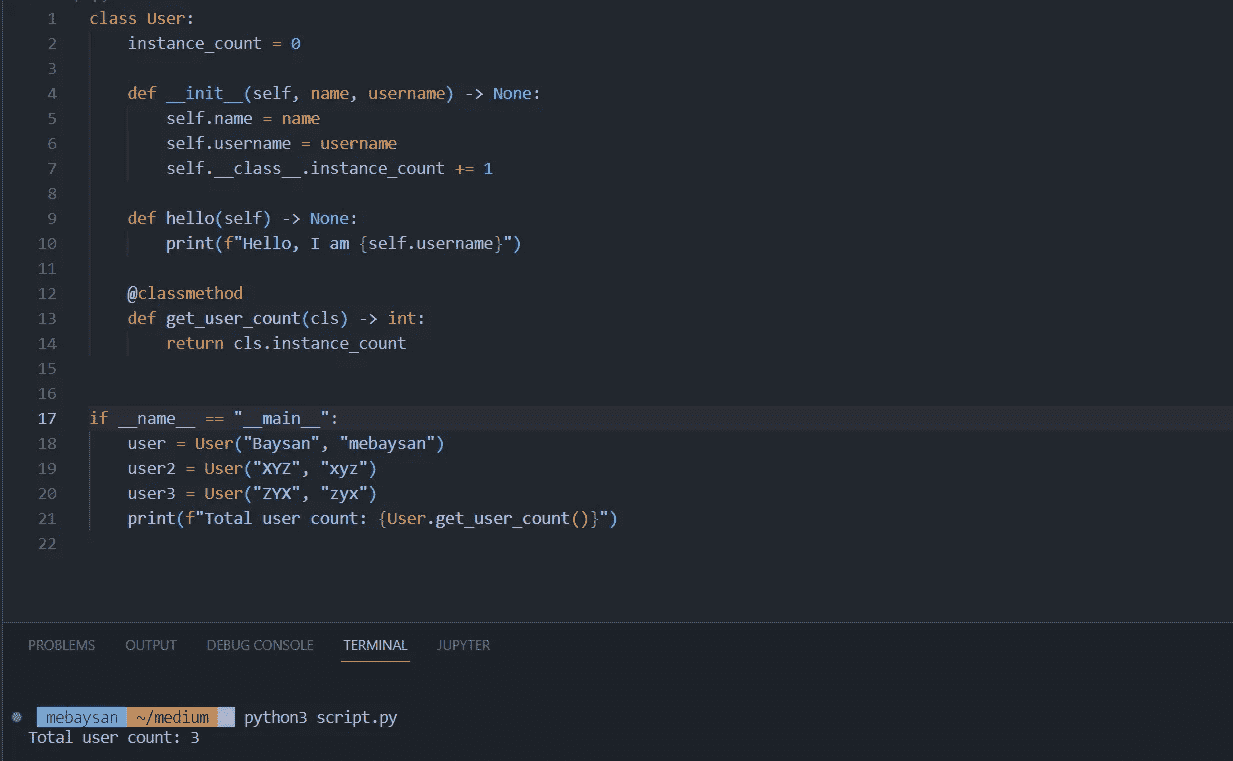 1 class User:
2     instance_count = 0
3
4     def __init__(self, name, username) -> None:
5         self.name = name
6         self.username = username
7         self.__class__.instance_count += 1
8
9     def hello(self) -> None:
10         print(f"Hello, I am {self.username}")
11
12     @classmethod
13     def get_user_count(cls) -> int:
14         return cls.instance_count
15
16
17 if __name__ == "__main__":
18     user = User("Baysan", "mebaysan")
19     user2 = User("XYZ", "xyz")
20     user3 = User("ZYX", "zyx")
21     print(f"Total user count: {User.get_user_count()}")
22
PROBLEMS OUTPUT DEBUG CONSOLE TERMINAL JUPYTER
mebaysan ~/medium python3 script.py
Total user count: 3